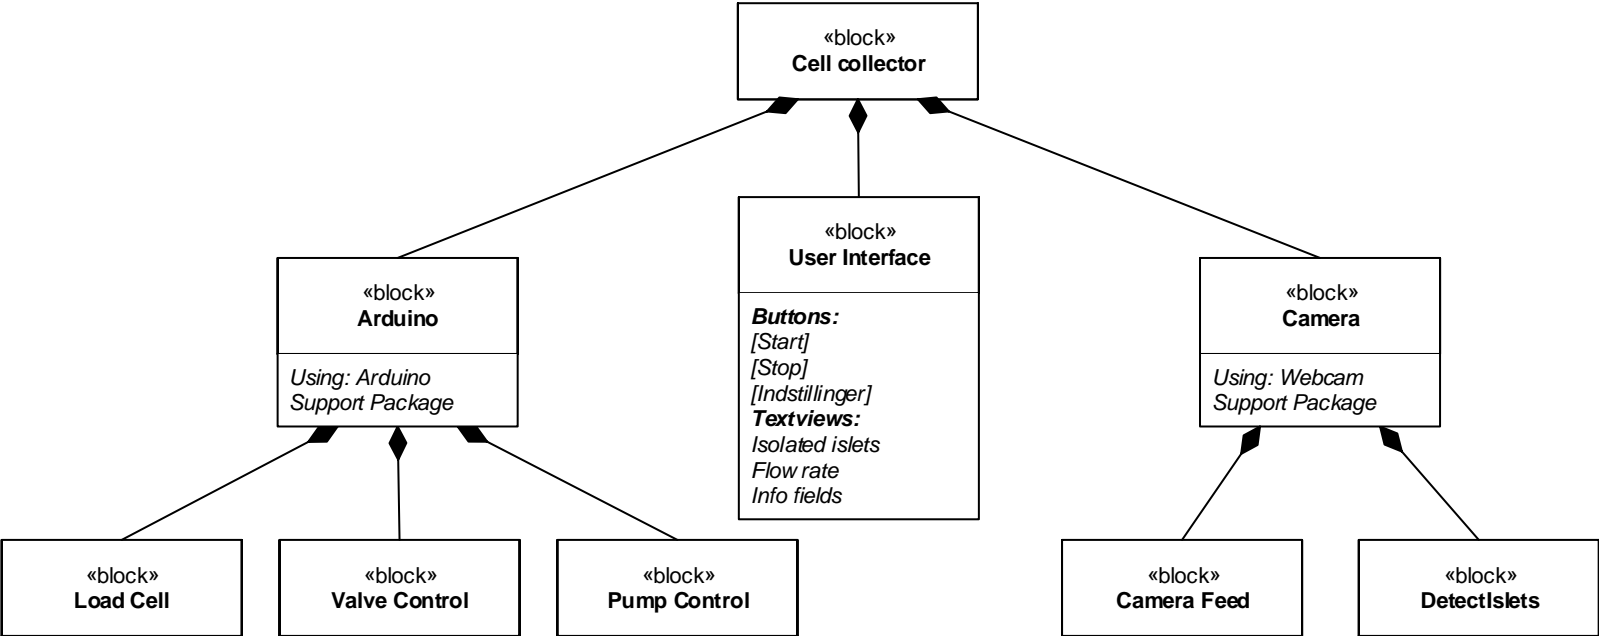 «block»
Cell collector
«block»
User Interface
Buttons:
[Start]
[Stop]
[Indstillinger]
Textviews:
Isolated islets
Flow rate
Info fields
«block»
Arduino
Using: Arduino
Support Package
«block»
Camera
Using: Webcam
Support Package
«block»
Load Cell
«block»
Valve Control
«block»
Pump Control
«block»
Camera Feed
«block»
DetectIslets